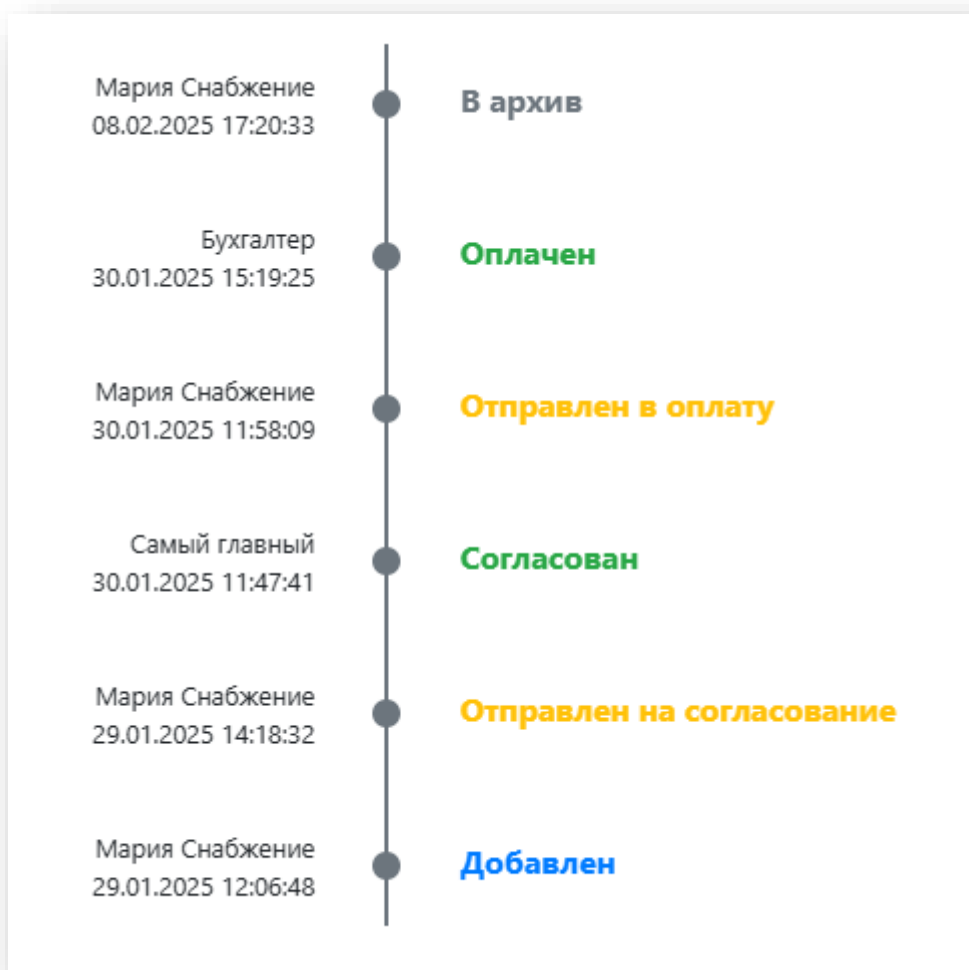 Мария Снабжение
08.02.2025 17:20:33
В архив
Бухгалтер
30.01.2025 15:19:25
Оплачен
Мария Снабжение
30.01.2025 11:58:09
Отправлен в оплату
Самый главный
30.01.2025 11:47:41
Согласован
Мария Снабжение
29.01.2025 14:18:32
Отправлен на согласование
Мария Снабжение
29.01.2025 12:06:48
Добавлен